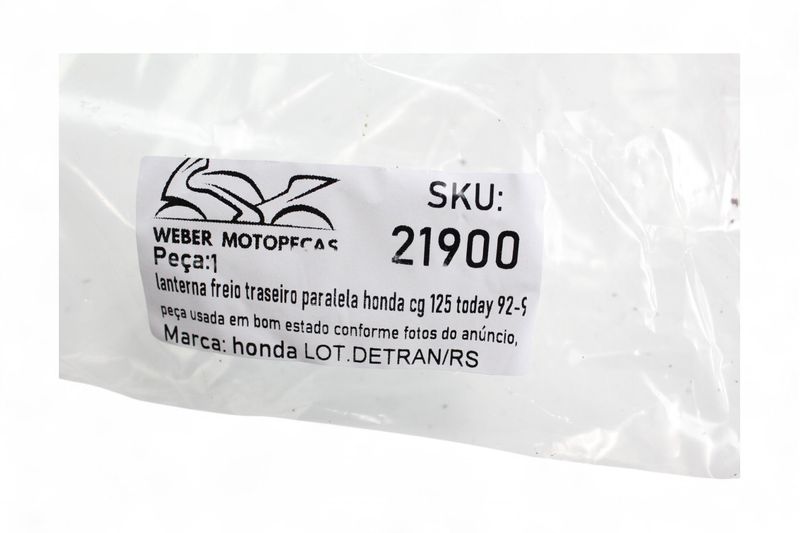 WEBER MOTOPEÇAS
SKU:
21900
Peça:1
lanterna freio traseiro paralela honda cg 125 today 92-9
peça usada em bom estado conforme fotos do anúncio,
Marca: honda LOT.DETRAN/RS